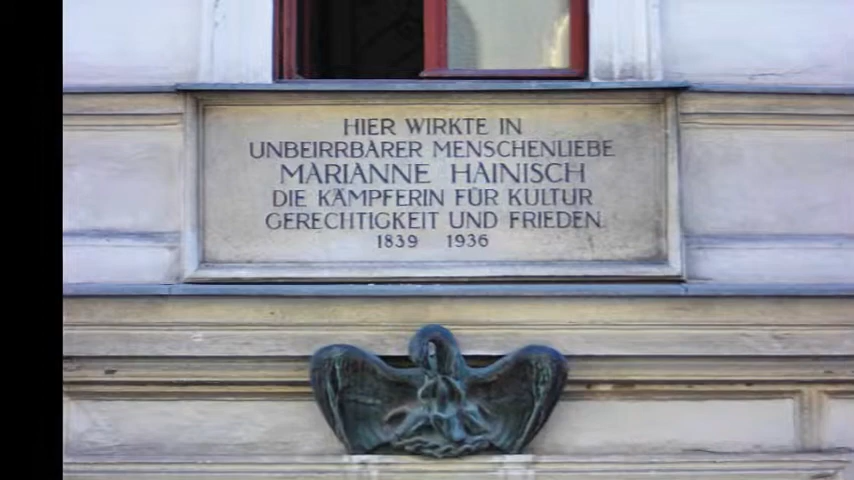 HIER WIRKTE IN
UNBEIRRBARER MENSCHENLIEBE
MARIANNE HAINISCH
DIE KÄMPFERIN FÜR KULTUR
GERECHTIGKEIT UND FRIEDEN
1839 1936